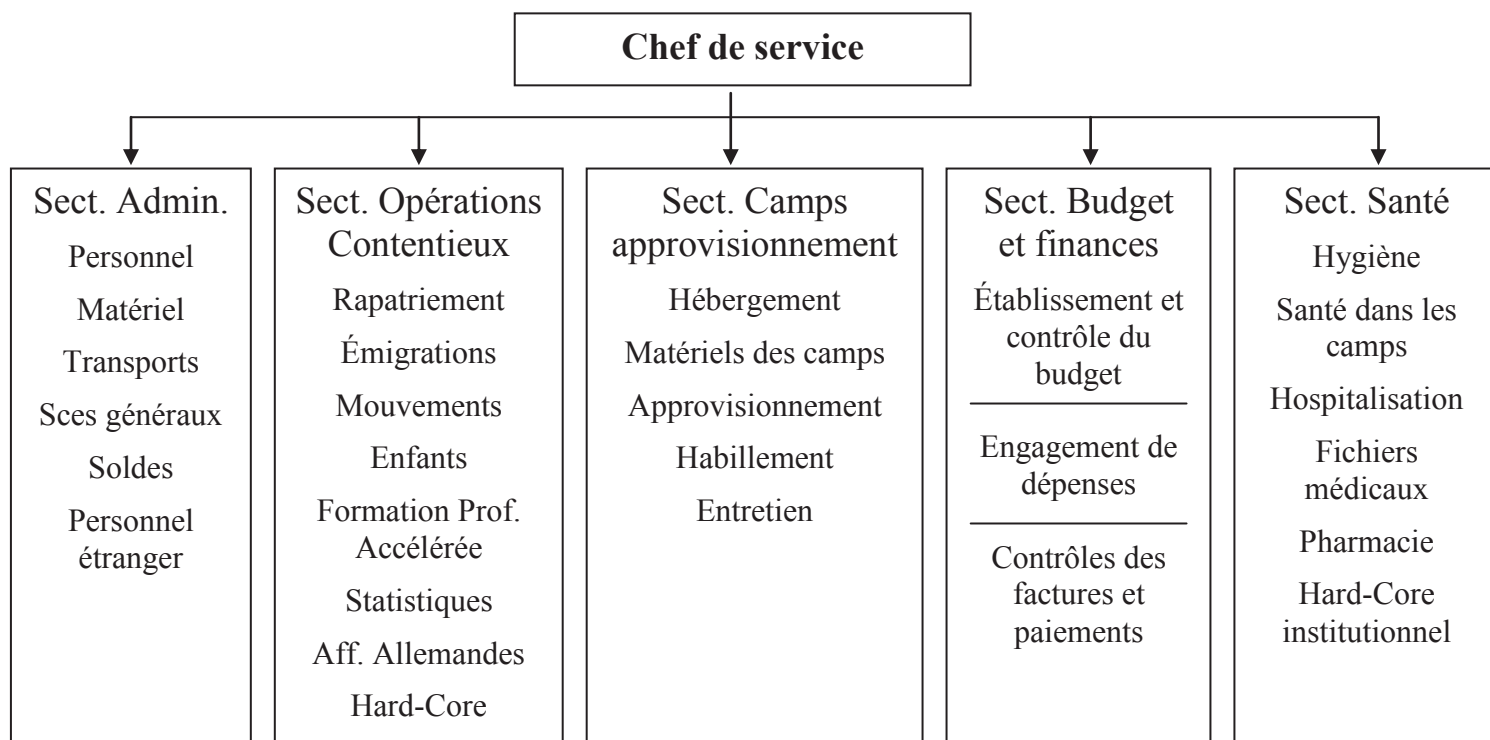 Chef de service
Sect. Admin.
Personnel
Matériel
Transports
Sces généraux
Soldes
Personnel
étranger
Sect. Opérations
Contentieux
Rapatriement
Émigrations
Mouvements
Enfants
Formation Prof.
Accélérée
Statistiques
Aff. Allemandes
Hard-Core
Sect. Camps
approvisionnement
Hébergement
Matériels des camps
Approvisionnement
Habillement
Entretien
Sect. Budget
et finances
Établissement et
contrôle du
budget
Engagement de
dépenses
Contrôles des
factures et
paiements
Sect. Santé
Hygiène
Santé dans les
camps
Hospitalisation
Fichiers
médicaux
Pharmacie
Hard-Core
institutionnel